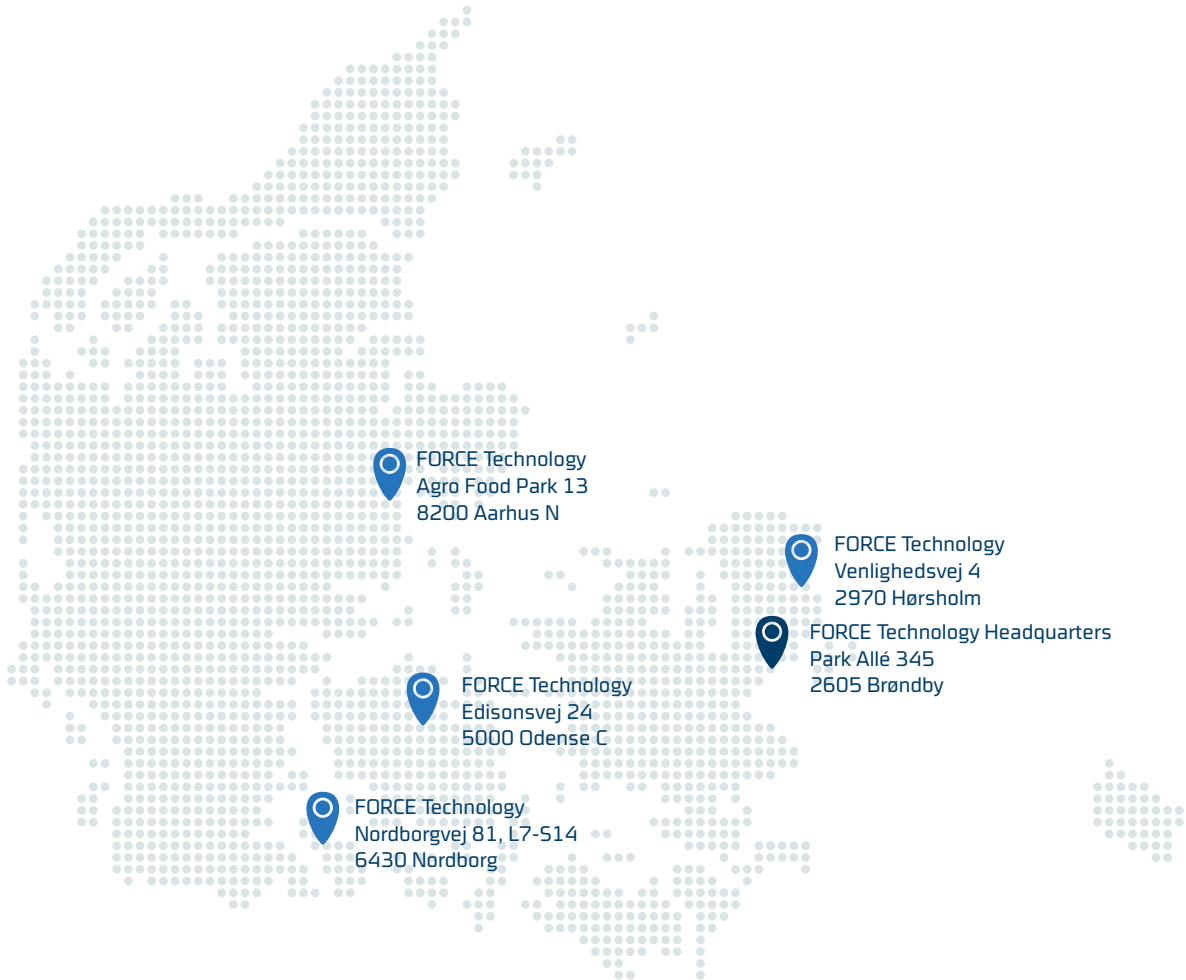 FORCE Technology
Agro Food Park 13
8200 Aarhus N
FORCE Technology
Venlighedsvej 4
2970 Hørsholm
FORCE Technology Headquarters
Park Allé 345
2605 Brøndby
FORCE Technology
Edisonsvej 24
5000 Odense C
FORCE Technology
Nordborgvej 81, L7-S14
6430 Nordborg